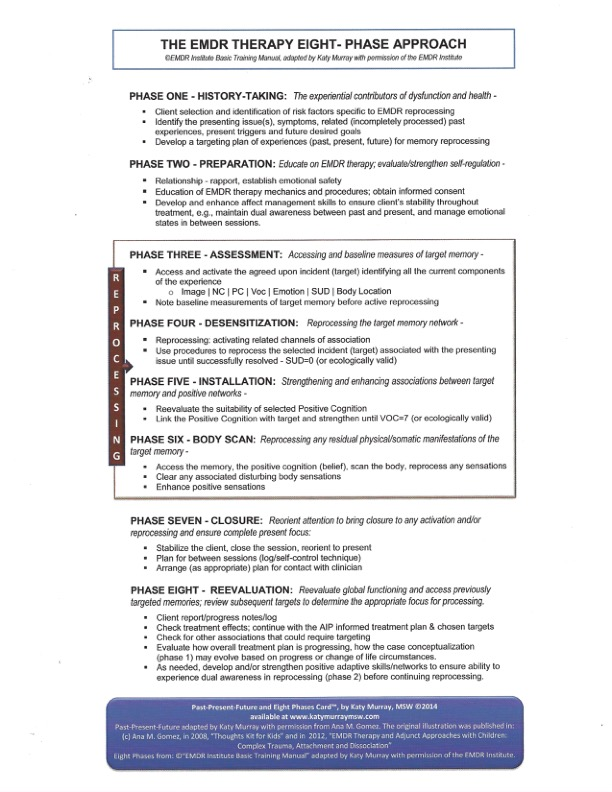 THE EMDR THERAPY EIGHT- PHASE APPROACH
©EMDR Institute Basic Training Manual, adapted by Katy Murray with permission of the EMDR Institute
PHASE ONE - HISTORY-TAKING: The experiential contributors of dysfunction and health -
▪ Client selection and identification of risk factors specific to EMDR reprocessing
▪ Identify the presenting issue(s), symptoms, related (incompletely processed) past
experiences, present triggers and future desired goals
▪ Develop a targeting plan of experiences (past, present, future) for memory reprocessing
PHASE TWO - PREPARATION: Educate on EMDR therapy; evaluate/strengthen self-regulation -
▪ Relationship - rapport, establish emotional safety
▪ Education of EMDR therapy mechanics and procedures; obtain informed consent
▪ Develop and enhance affect management skills to ensure client's stability throughout
treatment, e.g., maintain dual awareness between past and present, and manage emotional
states in between sessions.
REPROCESSING
PHASE THREE - ASSESSMENT: Accessing and baseline measures of target memory -
▪ Access and activate the agreed upon incident (target) identifying all the current components
of the experience
o Image | NC | PC | Voc | Emotion | SUD | Body Location
▪ Note baseline measurements of target memory before active reprocessing
PHASE FOUR - DESENSITIZATION: Reprocessing the target memory network -
▪ Reprocessing: activating related channels of association
▪ Use procedures to reprocess the selected incident (target) associated with the presenting
issue until successfully resolved - SUD=0 (or ecologically valid)
PHASE FIVE - INSTALLATION: Strengthening and enhancing associations between target
memory and positive networks -
▪ Reevaluate the suitability of selected Positive Cognition
▪ Link the Positive Cognition with target and strengthen until VOC=7 (or ecologically valid)
PHASE SIX - BODY SCAN: Reprocessing any residual physical/somatic manifestations of the
target memory -
▪ Access the memory, the positive cognition (belief), scan the body, reprocess any sensations
▪ Clear any associated disturbing body sensations
▪ Enhance positive sensations
PHASE SEVEN - CLOSURE: Reorient attention to bring closure to any activation and/or
reprocessing and ensure complete present focus:
▪ Stabilize the client, close the session, reorient to present
▪ Plan for between sessions (log/self-control technique)
▪ Arrange (as appropriate) plan for contact with clinician
PHASE EIGHT - REEVALUATION: Reevaluate global functioning and access previously
targeted memories; review subsequent targets to determine the appropriate focus for processing.
▪ Client report/progress notes/log
▪ Check treatment effects; continue with the AIP informed treatment plan & chosen targets
▪ Check for other associations that could require targeting
▪ Evaluate how overall treatment plan is progressing, how the case conceptualization
(phase 1) may evolve based on progress or change of life circumstances.
▪ As needed, develop and/or strengthen positive adaptive skills/networks to ensure ability to
experience dual awareness in reprocessing (phase 2) before continuing reprocessing.
Past-Present-Future and Eight Phases Card™, by Katy Murray, MSW ©2014
available at www.katymurraymsw.com
Past-Present-Future adapted by Katy Murray with permission from Ana M. Gomez. The original illustration was published in:
(c) Ana M. Gomez, in 2008, "Thoughts Kit for Kids" and in 2012, "EMDR Therapy and Adjunct Approaches with Children:
Complex Trauma, Attachment and Dissociation"
Eight Phases from: ©"EMDR Institute Basic Training Manual" adapted by Katy Murray with permission of the EMDR Institute.